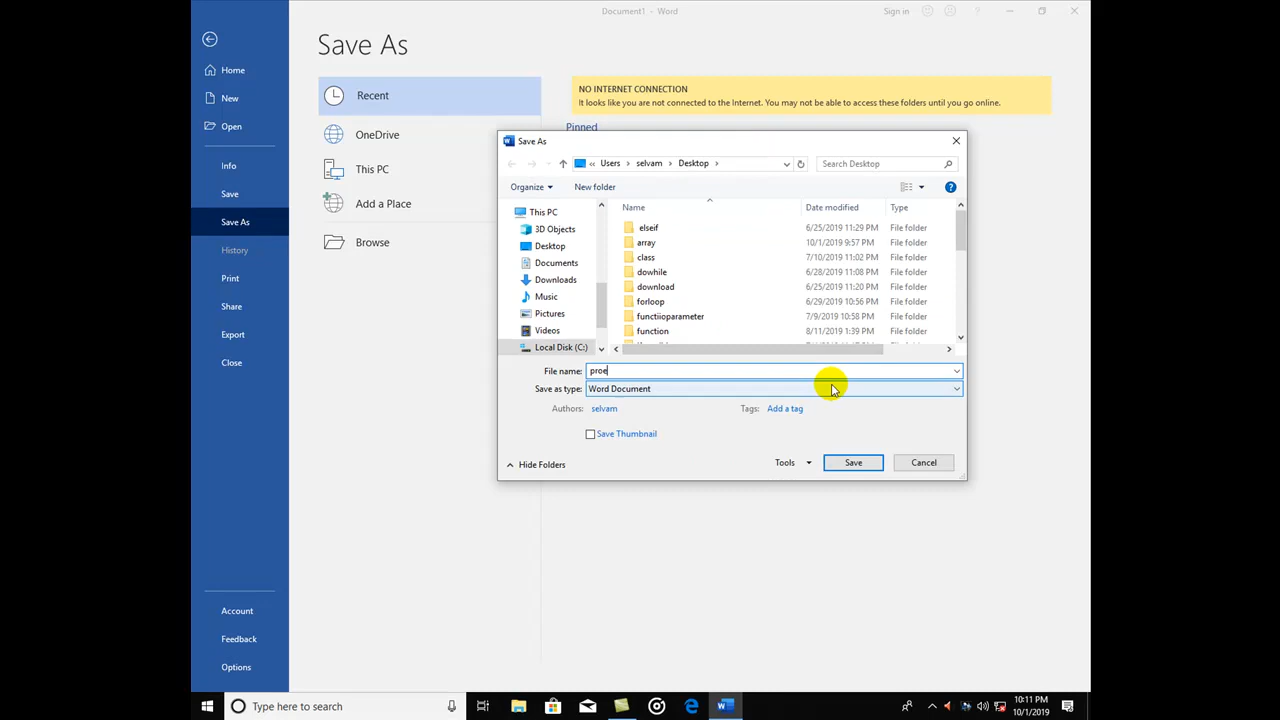 Document1 - Word
Sign in
Save As
Home
New
Open
Info
Save
Save As
History
Print
Share
Export
Close
Account
Feedback
Options
Recent
OneDrive
This PC
Add a Place
Browse
NO INTERNET CONNECTION
It looks like you are not connected to the Internet. You may not be able to access these folders until you go online.
Pinned
Save As
« Users > selvam > Desktop >
Search Desktop
Organize
New folder
This PC
3D Objects
Desktop
Documents
Downloads
Music
Pictures
Videos
Local Disk (C:)
Name Date modified Type
elseif 6/25/2019 11:29 PM File folder
array 10/1/2019 9:57 PM File folder
class 7/10/2019 11:02 PM File folder
dowhile 6/28/2019 11:08 PM File folder
download 6/25/2019 11:20 PM File folder
forloop 6/29/2019 10:56 PM File folder
functiioparameter 7/9/2019 10:58 PM File folder
function 8/11/2019 1:39 PM File folder
File name: proe
Save as type: Word Document
Authors: selvam
Tags: Add a tag
Save Thumbnail
Hide Folders
Tools
Save
Cancel
Type here to search
10:11 PM
10/1/2019